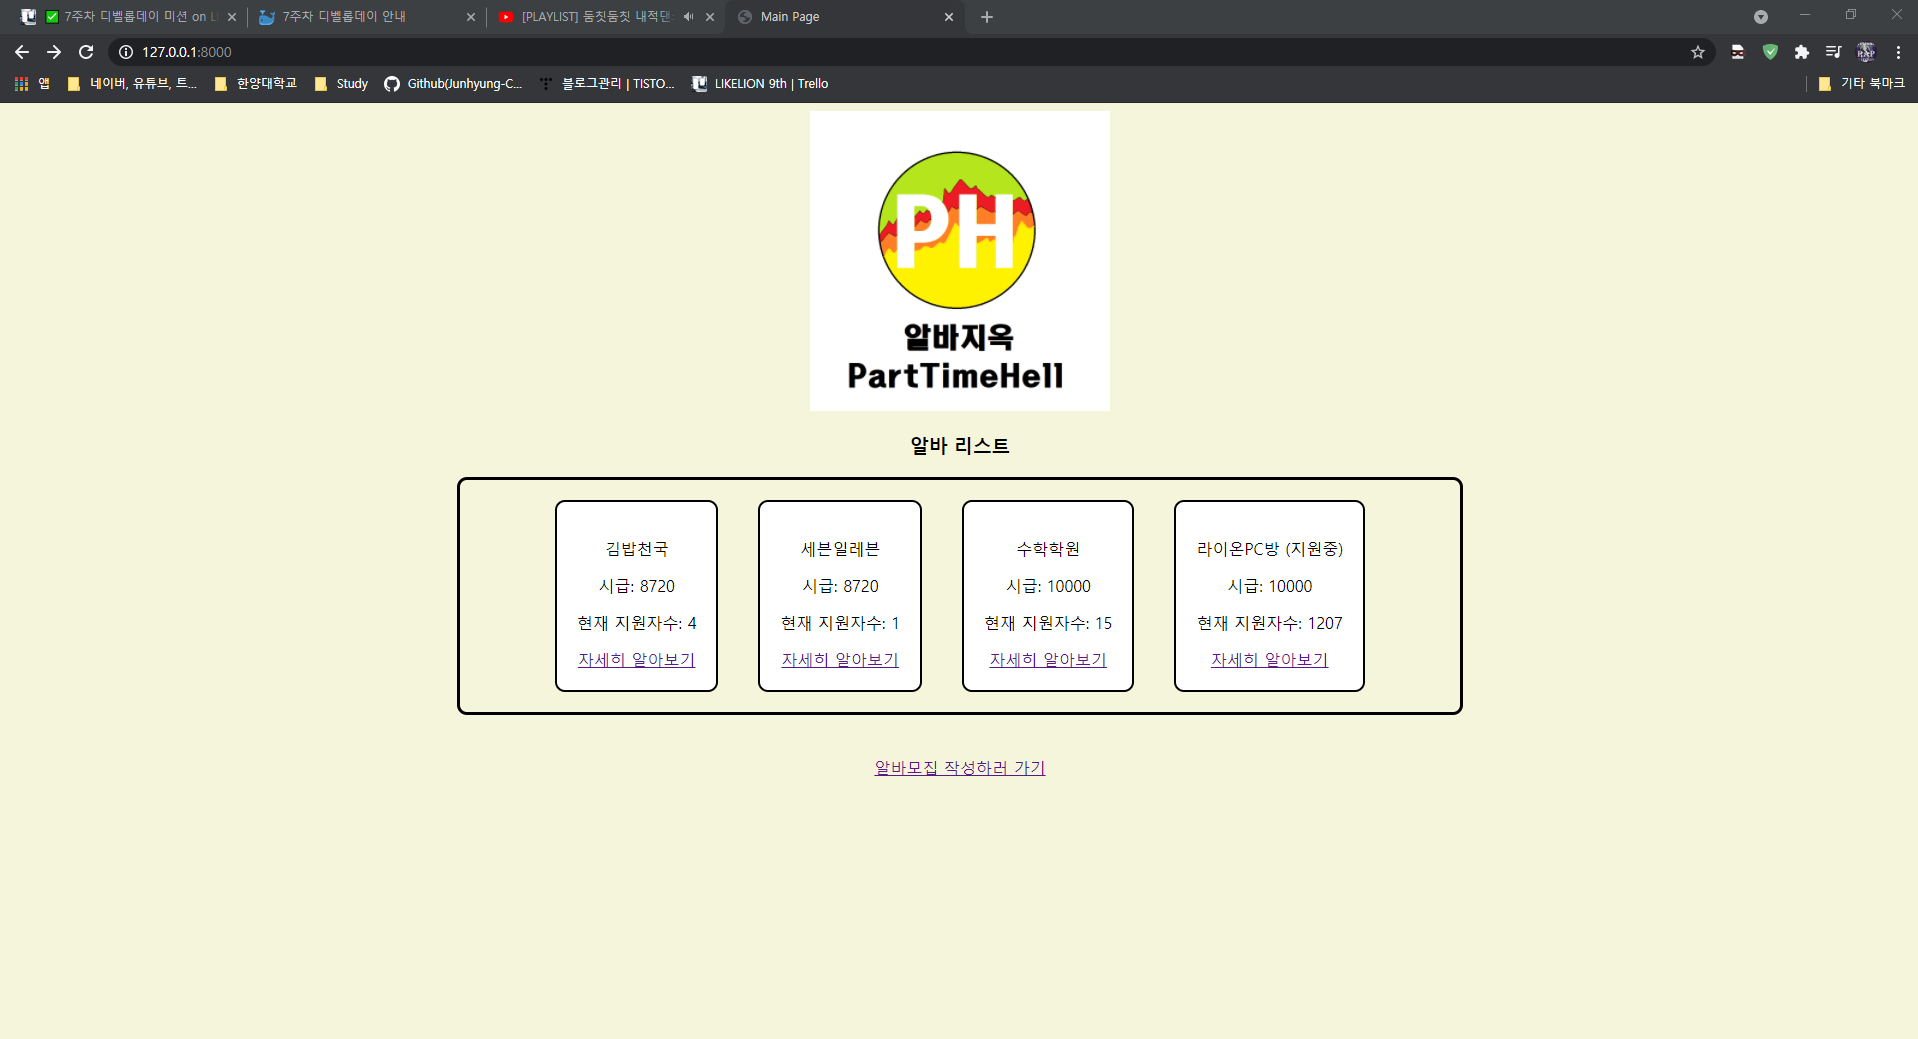 7주차 디벨롭데이 미션 on Li
7주차 디벨롭데이 안내
[PLAYLIST] 둠칫둠칫 내적댄
Main Page
127.0.0.1:8000
앱
네이버, 유튜브, 트...
한양대학교
Study
Github(Junhyung-C...
블로그관리 | TISTO...
LIKELION 9th | Trello
기타 북마크
PH
알바지옥
PartTimeHell
알바 리스트
김밥천국
시급: 8720
현재 지원자수: 4
자세히 알아보기
세븐일레븐
시급: 8720
현재 지원자수: 1
자세히 알아보기
수학학원
시급: 10000
현재 지원자수: 15
자세히 알아보기
라이온PC방 (지원중)
시급: 10000
현재 지원자수: 1207
자세히 알아보기
알바모집 작성하러 가기